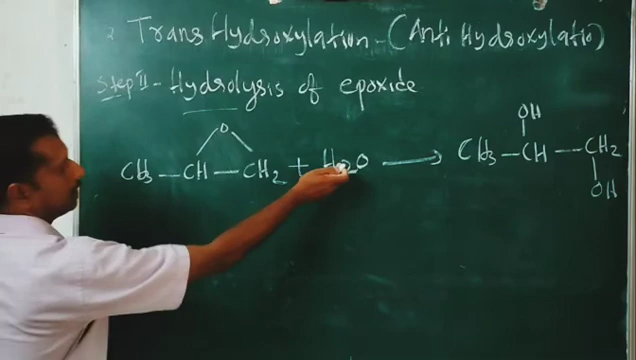 2. Trans Hydroxylation - (Anti Hydroxylatio)
Step II - Hydrolysis of epoxide
O OH
CH3 - CH - CH2 + H2O → CH3 - CH - CH2
OH